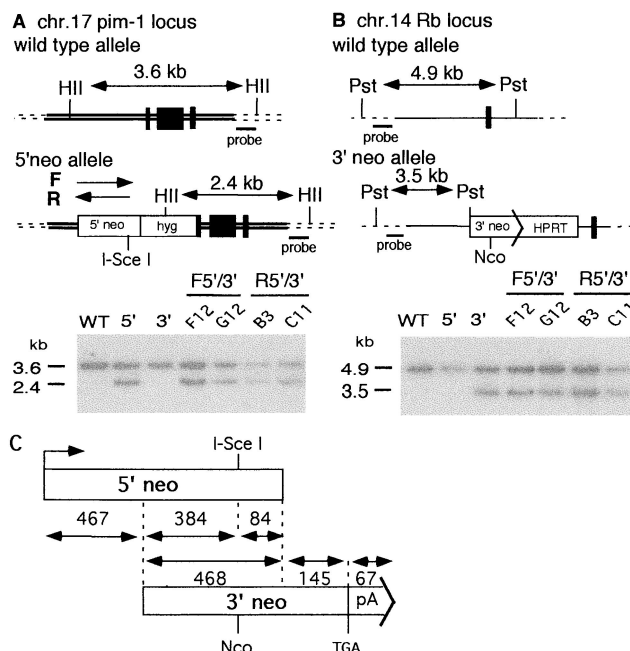 A chr.17 pim-1 locus
wild type allele
HII 3.6 kb HII
probe
5'neo allele
F
R
HII 2.4 kb HII
5' neo hyg
probe
I-Sce I
F5'/3' R5'/3'
WT 5' 3' F12 G12 B3 C11
kb
3.6
2.4
B chr.14 Rb locus
wild type allele
Pst 4.9 kb Pst
probe
3' neo allele
Pst 3.5 kb Pst
3' neo HPRT
probe
Nco
F5'/3' R5'/3'
WT 5' 3' F12 G12 B3 C11
kb
4.9
3.5
C
I-Sce I
5' neo
467 384 84
468 145 67
3' neo pA
Nco TGA